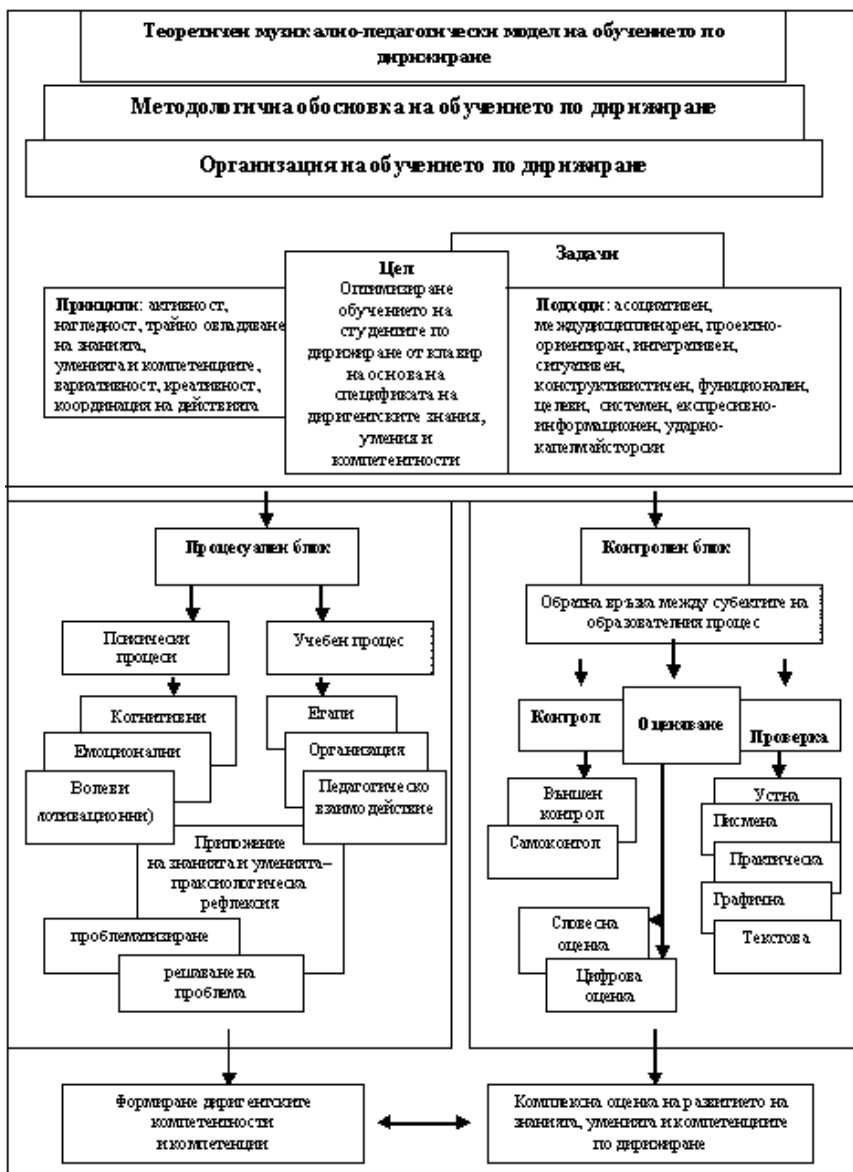 Теоретичен музикално-педагогически модел на обучението по
дирижиране
Методологична обосновка на обучението по дирижиране
Организация на обучението по дирижиране
Задачи
Цел
Оптимизиране
обучението на
студентите по
дирижиране от клавир
на основа на
спецификата на
диригентските знания,
умения и
компетентности
Принципи: активност,
нагледност, трайно овладяване
на знанията,
уменията и компетенциите,
вариативност, креативност,
координация на действията
Подходи: асоциативен,
междудисциплинарен, проектно-
ориентиран, интегративен,
ситуативен,
конструктивистичен, функционален,
целеви, системен, експресивно-
информационен, ударно-
капелмайсторски
Процесуален блок
Психически
процеси
Учебен процес
Когнитивни
Емоционални
Волеви
мотивационни)
Етапи
Организация
Педагогическо
взаимодействие
Приложение
на знанията и уменията–
праксиологическа
рефлексия
проблематизиране
решаване на
проблема
Контролен блок
Обратна връзка между субектите на
образователния процес
Контрол
Оценяване
Проверка
Външен
контрол
Самоконтол
Устна
Писмена
Практическа
Графична
Текстова
Словесна
оценка
Цифрова
оценка
Формиране диригентските
компетентности
и компетенции
Комплексна оценка на развитието на
знанията, уменията и компетенциите
по дирижиране